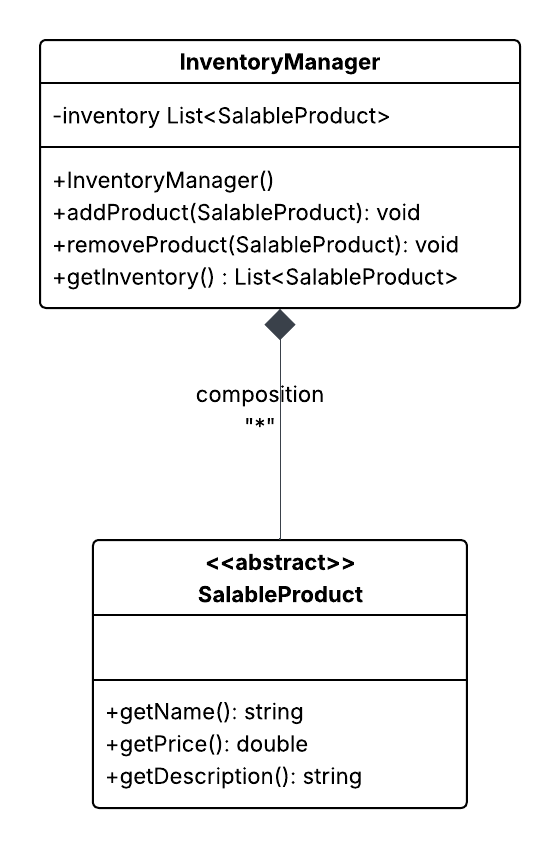 InventoryManager
-inventory List<SalableProduct>
+InventoryManager()
+addProduct(SalableProduct): void
+removeProduct(SalableProduct): void
+getInventory() : List<SalableProduct>
composition
"*"
<<abstract>>
SalableProduct
+getName(): string
+getPrice(): double
+getDescription(): string